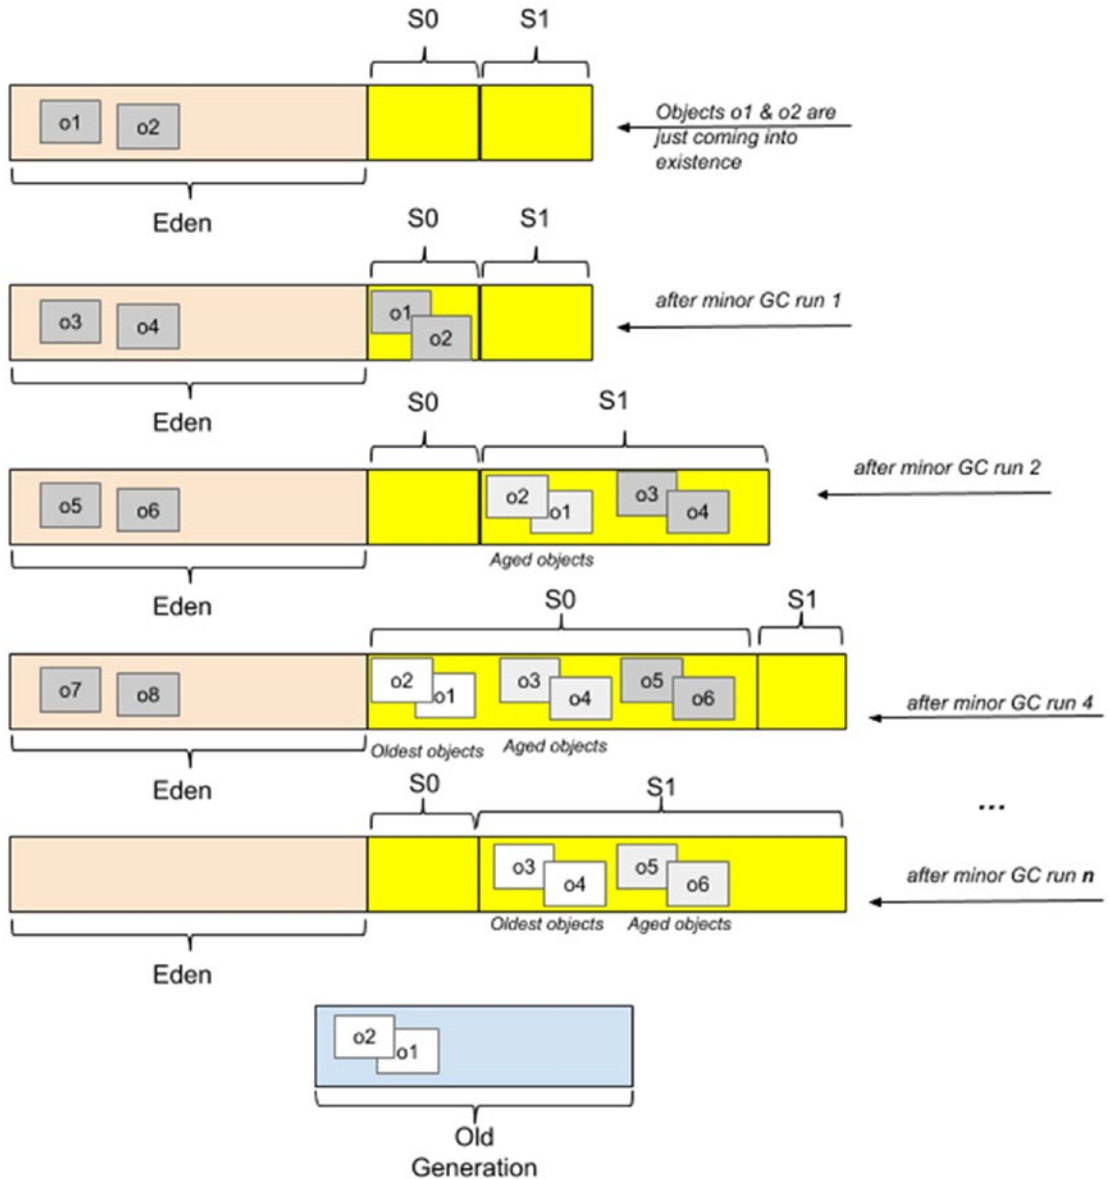 S0 S1
o1 o2
Objects o1 & o2 are
just coming into
existence
Eden
S0 S1
o3 o4 o1 o2
after minor GC run 1
Eden
S0 S1
o5 o6 o2 o1 o3 o4
after minor GC run 2
Aged objects
Eden
S0 S1
o7 o8 o2 o1 o3 o4 o5 o6
after minor GC run 4
Oldest objects Aged objects
Eden
S0 S1
...
o3 o4 o5 o6
after minor GC run n
Oldest objects Aged objects
Eden
o2 o1
Old
Generation